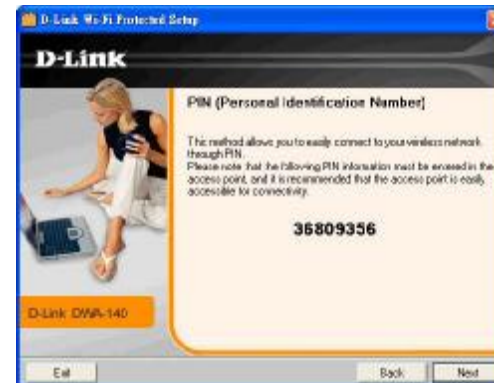 D-Link Wi-Fi Protected Setup
D-Link
PIN (Personal Identification Number)
This method allows you to easily connect to your wireless network
through PIN.
Please note that the following PIN information must be entered in the
access point, and it is recommended that the access point is easily
accessible for connectivity.
36809356
D-Link DWA-140
Exit
Back
Next